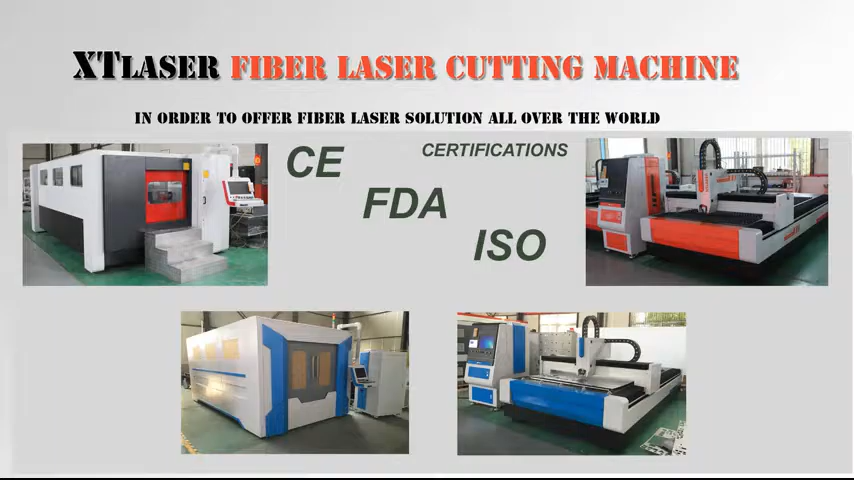 XTLASER FIBER LASER CUTTING MACHINE
IN ORDER TO OFFER FIBER LASER SOLUTION ALL OVER THE WORLD
CE
CERTIFICATIONS
FDA
ISO